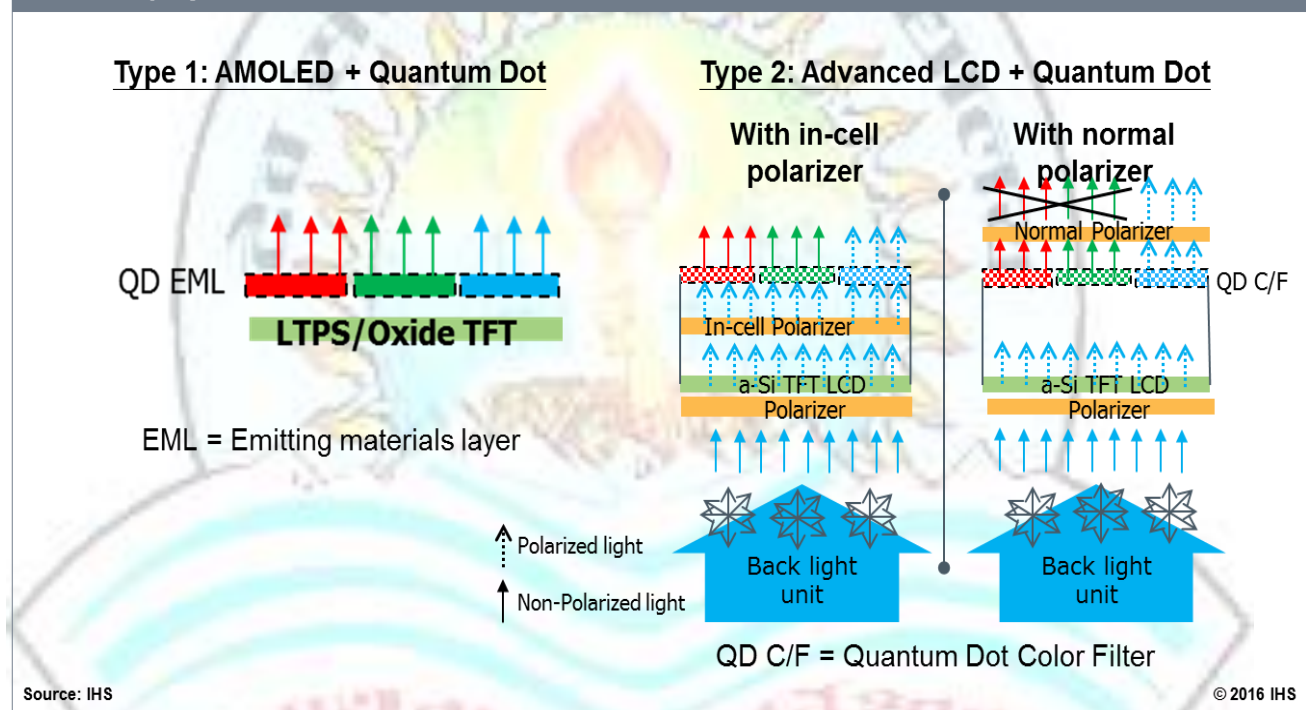 Type 1: AMOLED + Quantum Dot
QD EML
LTPS/Oxide TFT
EML = Emitting materials layer
Polarized light
Non-Polarized light
Type 2: Advanced LCD + Quantum Dot
With in-cell
polarizer
In-cell Polarizer
a-Si TFT LCD
Polarizer
Back light
unit
With normal
polarizer
Normal Polarizer
QD C/F
a-Si TFT LCD
Polarizer
Back light
unit
QD C/F = Quantum Dot Color Filter
Source: IHS
© 2016 IHS